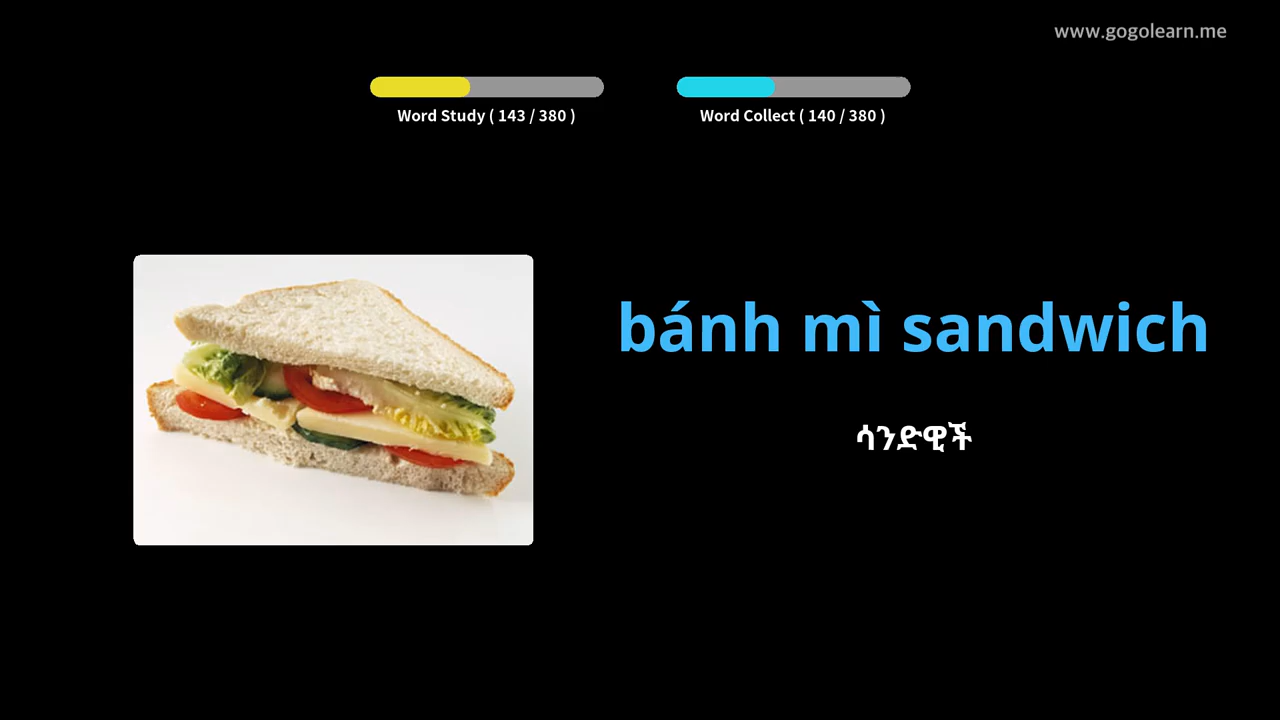 www.gogolearn.me
Word Study ( 143 / 380 )
Word Collect ( 140 / 380 )
bánh mì sandwich
ሳንድዊች